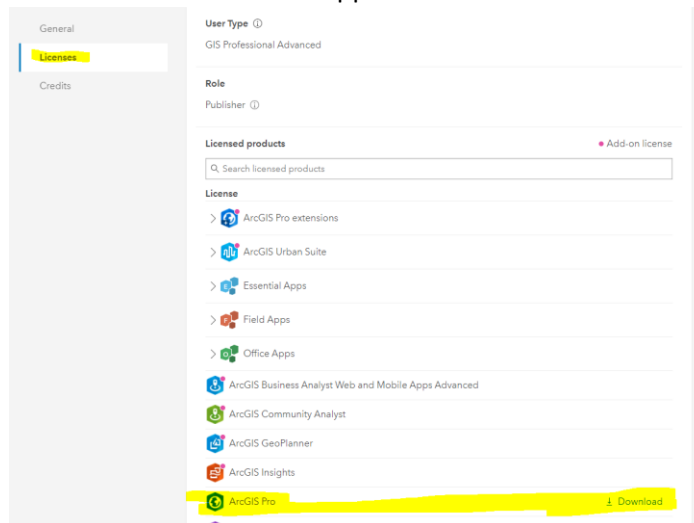 General
Licenses
Credits
User Type
GIS Professional Advanced
Role
Publisher
Licensed products
Add-on license
Search licensed products
License
ArcGIS Pro extensions
ArcGIS Urban Suite
Essential Apps
Field Apps
Office Apps
ArcGIS Business Analyst Web and Mobile Apps Advanced
ArcGIS Community Analyst
ArcGIS GeoPlanner
ArcGIS Insights
ArcGIS Pro
Download